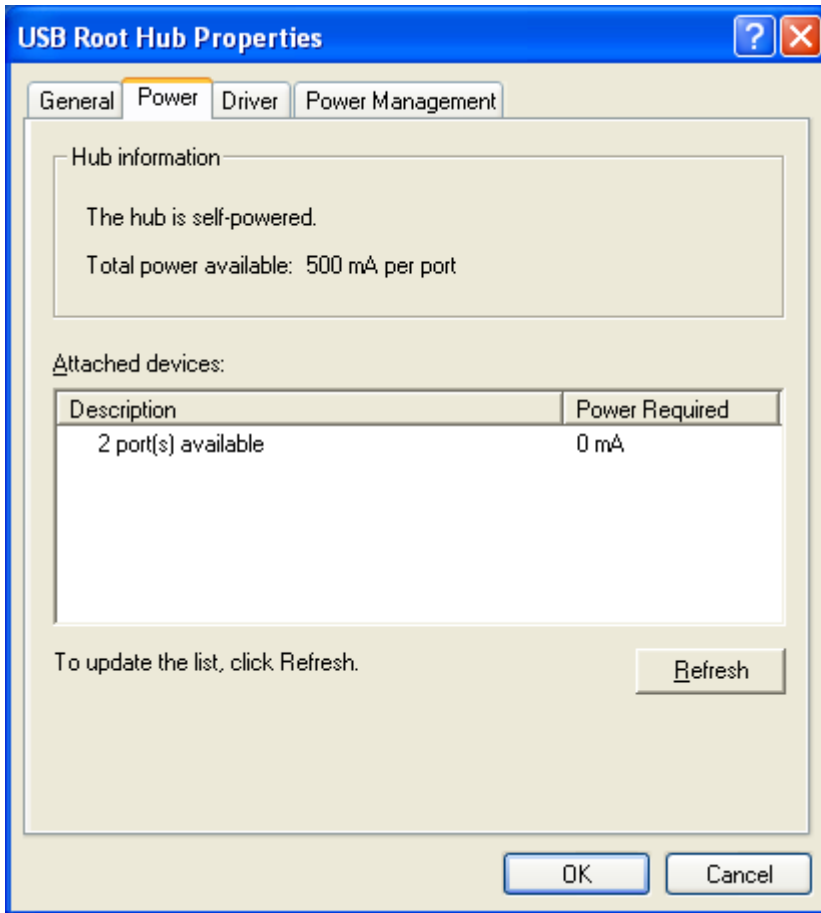 USB Root Hub Properties
General Power Driver Power Management
Hub information
The hub is self-powered.
Total power available: 500 mA per port
Attached devices:
Description Power Required
2 port(s) available 0 mA
To update the list, click Refresh.
Refresh
OK Cancel